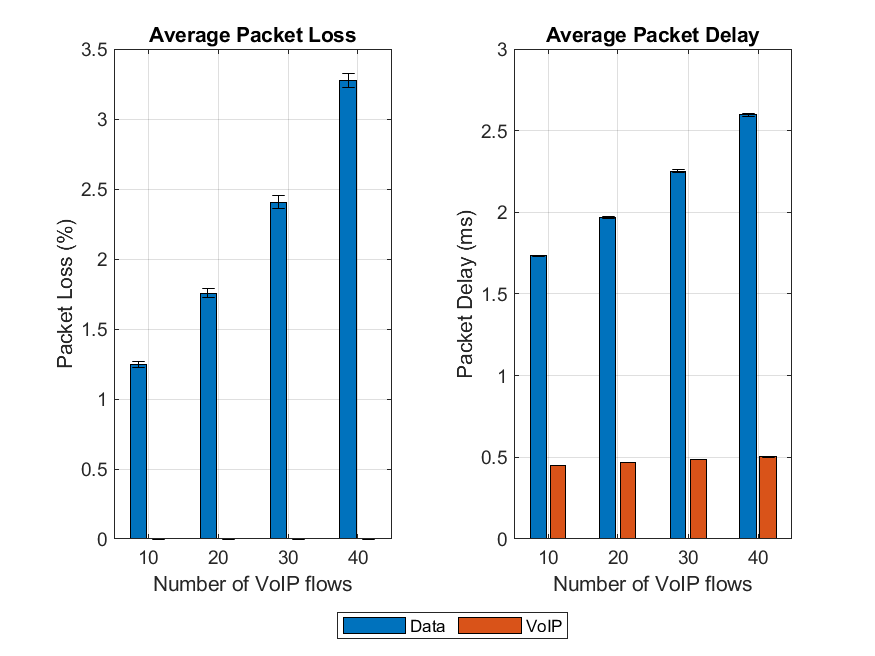 Average Packet Loss
3.5
3
2.5
2
1.5
1
0.5
0
Packet Loss (%)
10 20 30 40
Number of VoIP flows
Average Packet Delay
3
2.5
2
1.5
1
0.5
0
Packet Delay (ms)
10 20 30 40
Number of VoIP flows
Data VoIP